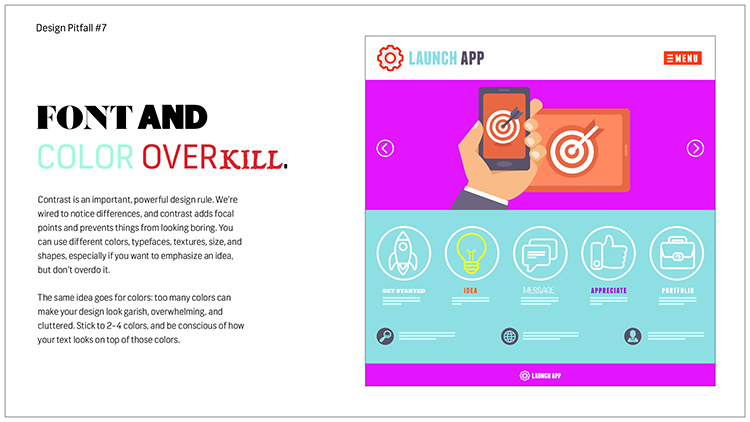 Design Pitfall #7
FONT AND
COLOR OVERKILL.
Contrast is an important, powerful design rule. We're
wired to notice differences, and contrast adds focal
points and prevents things from looking boring. You
can use different colors, typefaces, textures, size, and
shapes, especially if you want to emphasize an idea,
but don't overdo it.
The same idea goes for colors: too many colors can
make your design look garish, overwhelming, and
cluttered. Stick to 2–4 colors, and be conscious of how
your text looks on top of those colors.
LAUNCH APP
MENU
GET STARTED
IDEA
MESSAGE
APPRECIATE
PORTFOLIO
LAUNCH APP